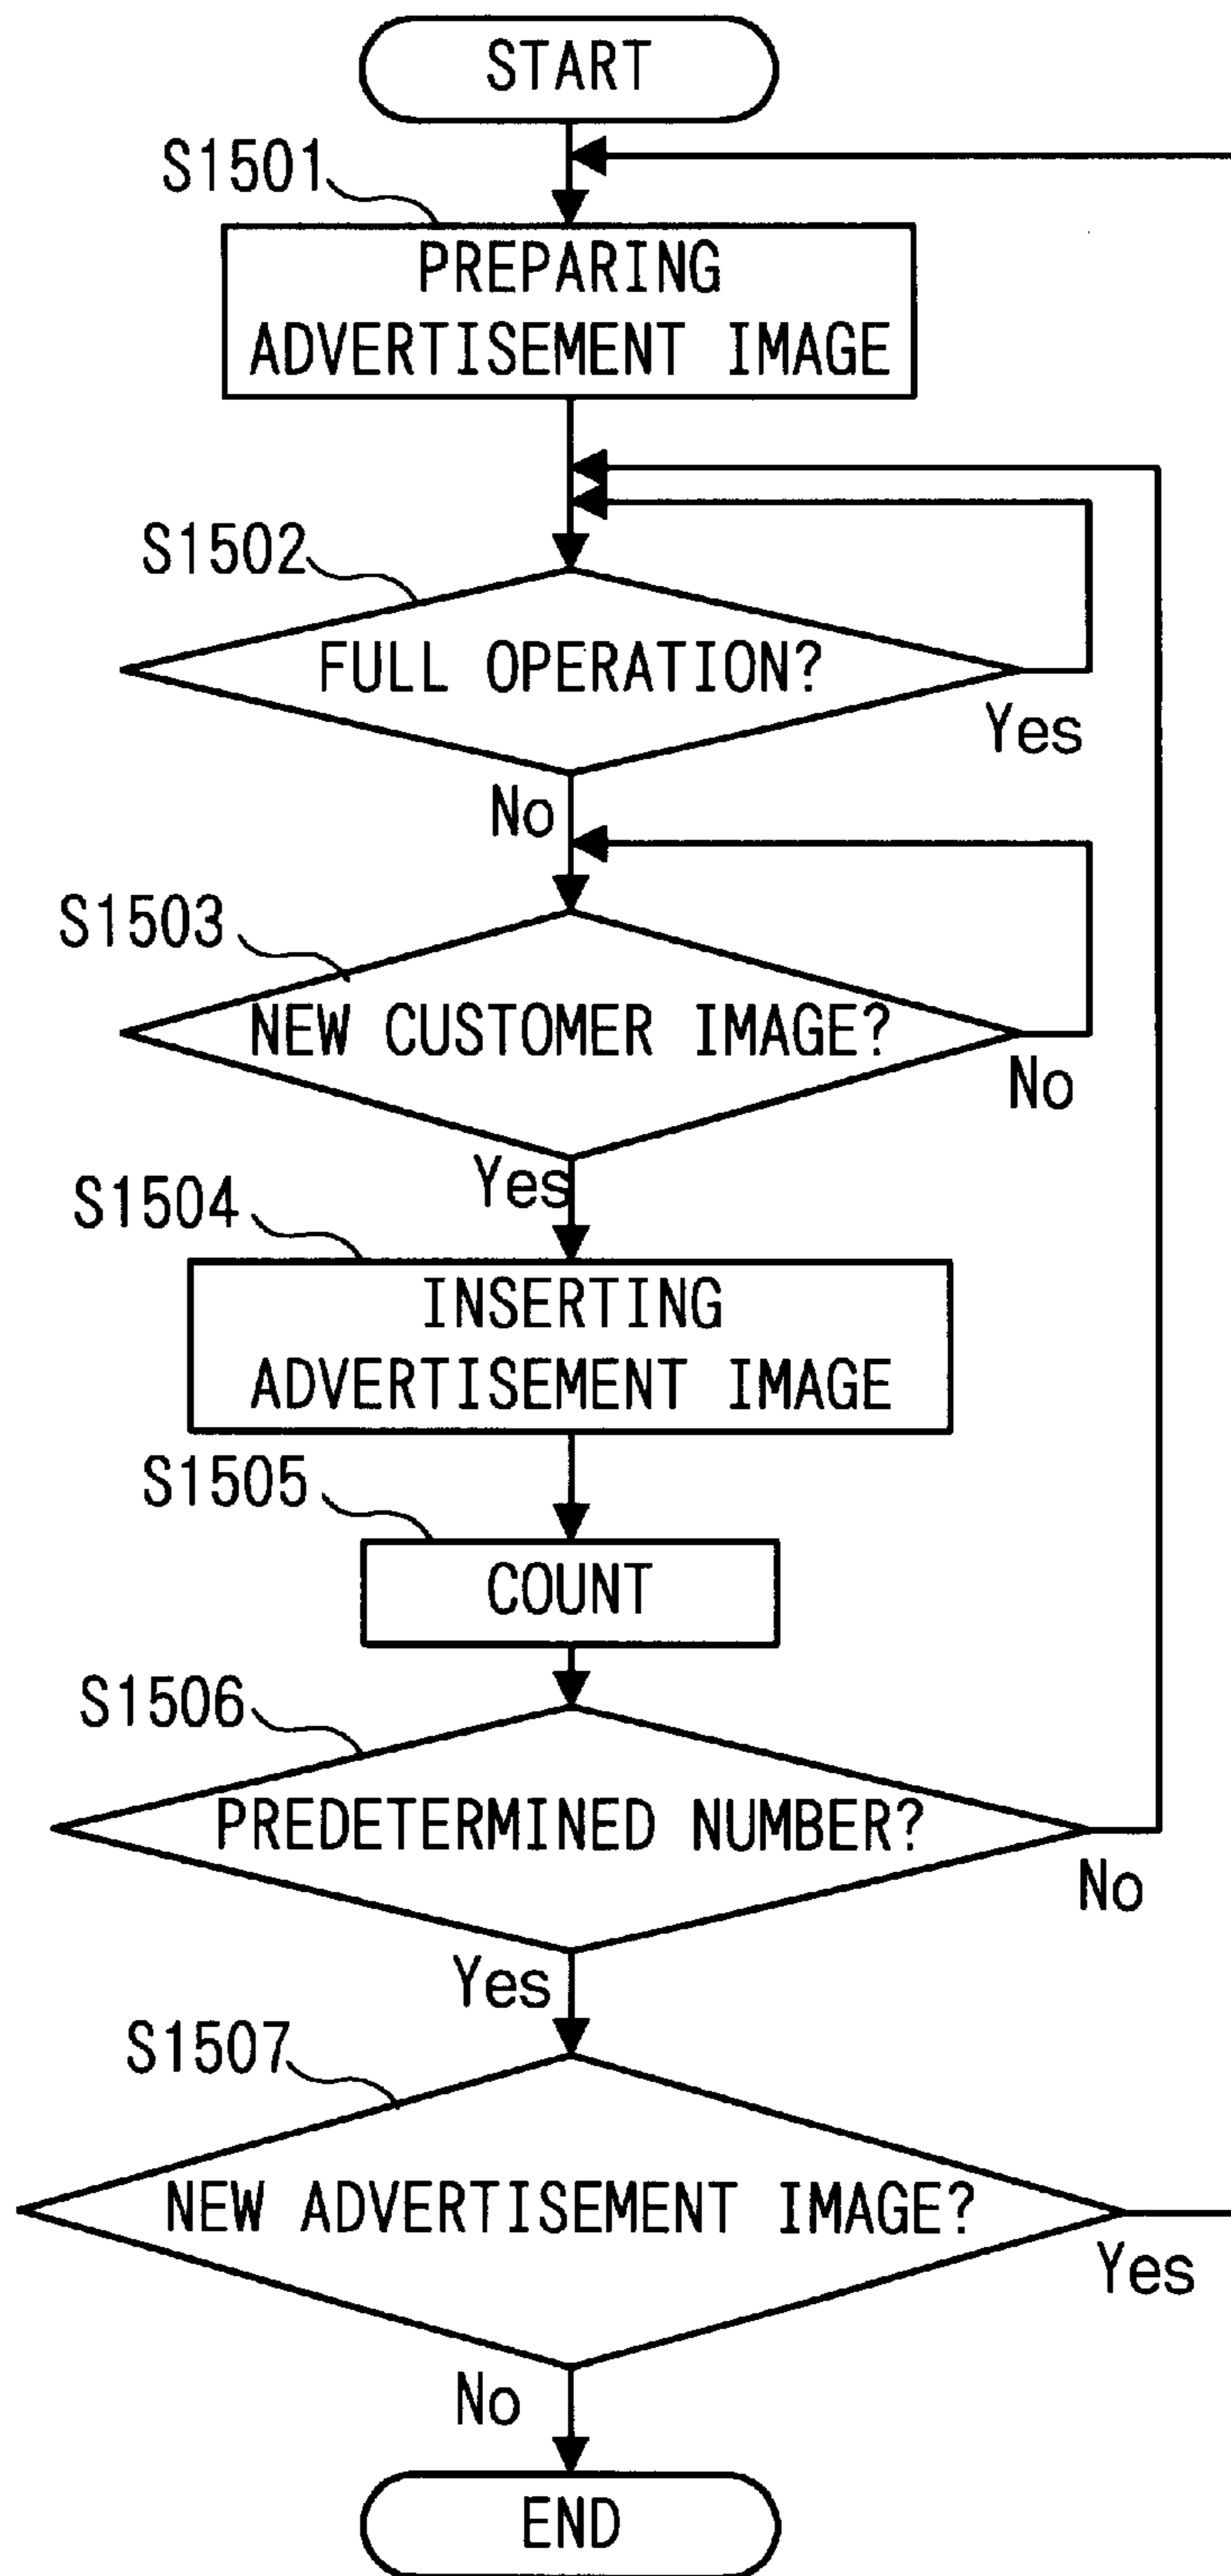 START
S1501
PREPARING
ADVERTISEMENT IMAGE
S1502
FULL OPERATION?
Yes
No
S1503
NEW CUSTOMER IMAGE?
No
Yes
S1504
INSERTING
ADVERTISEMENT IMAGE
S1505
COUNT
S1506
PREDETERMINED NUMBER?
No
Yes
S1507
NEW ADVERTISEMENT IMAGE?
Yes
No
END